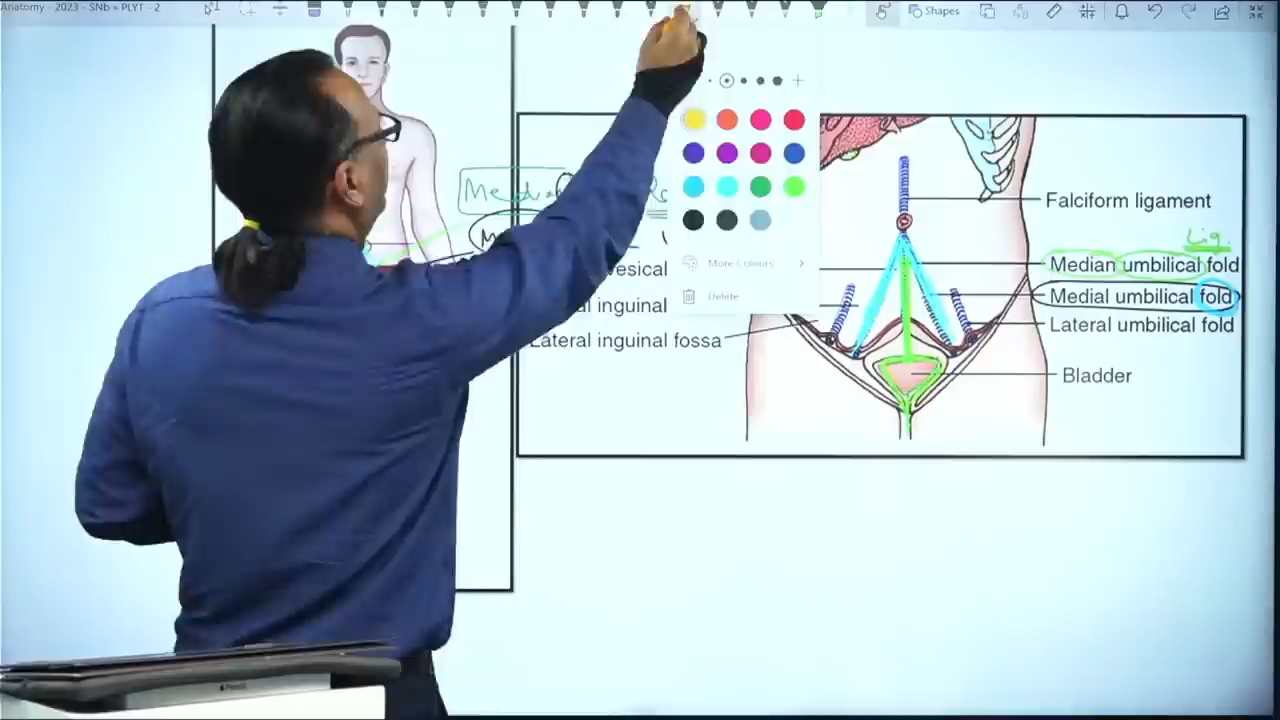 Anatomy - 2023 - SNb » PLYT - 2
Shapes
Falciform ligament
Lig.
Median umbilical fold
vesical
More Colours
Medial umbilical fold
inguinal
Delete
Lateral umbilical fold
Lateral inguinal fossa
Bladder